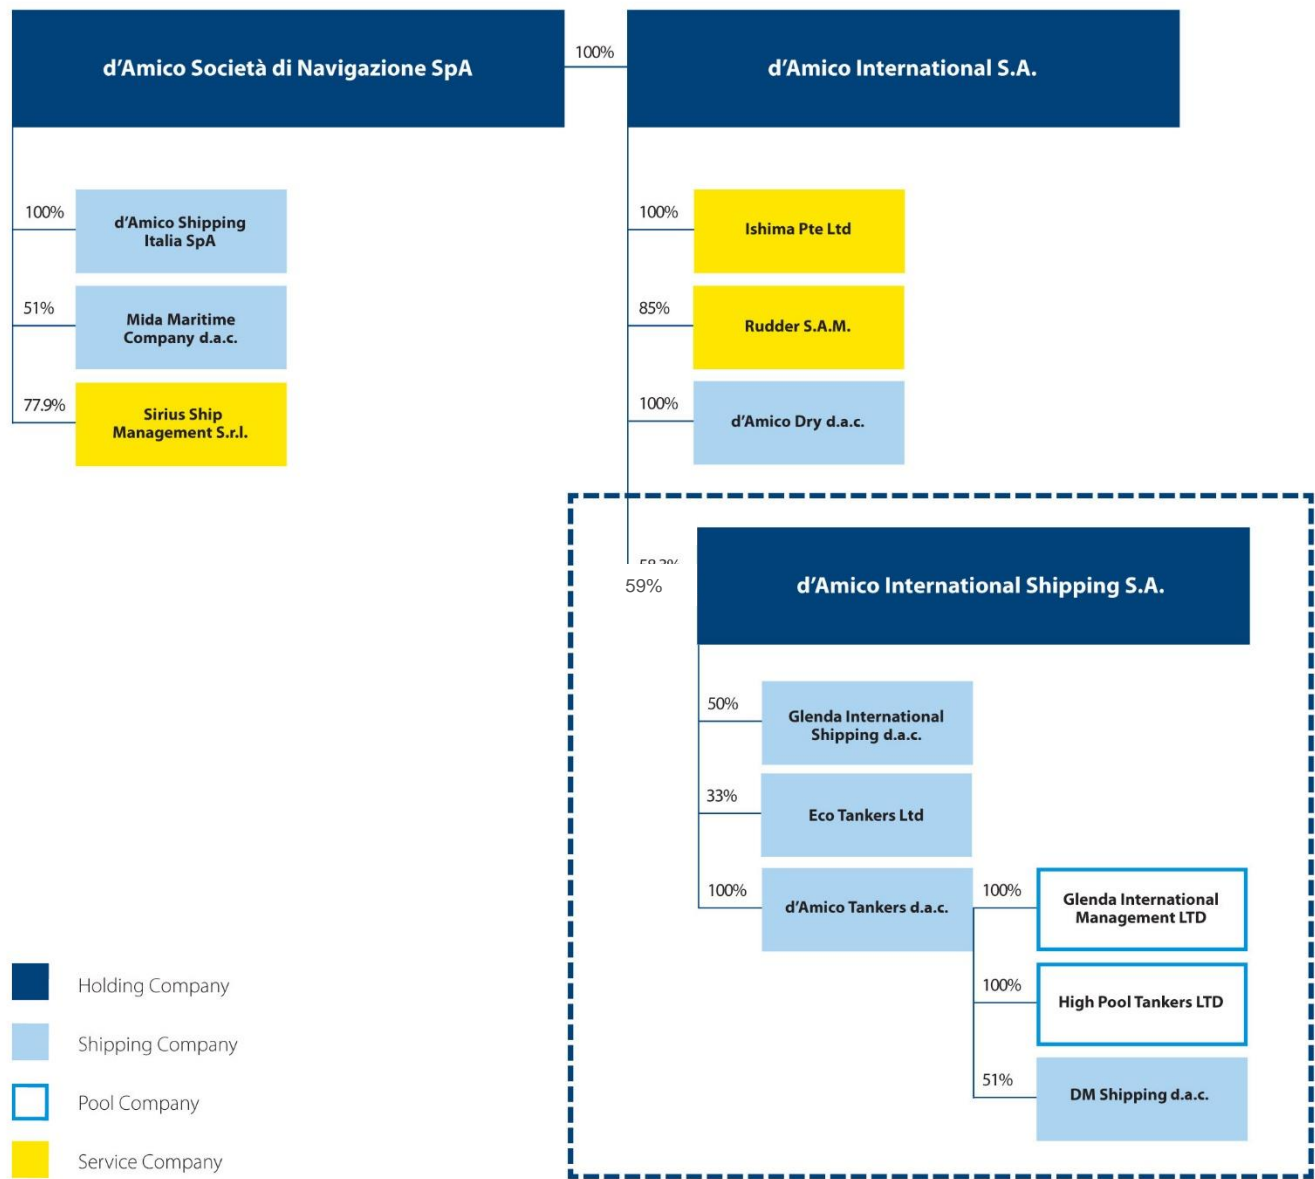 d’Amico Società di Navigazione SpA
100%
d’Amico International S.A.
100%
d’Amico Shipping
Italia SpA
51%
Mida Maritime
Company d.a.c.
77.9%
Sirius Ship
Management S.r.l.
100%
Ishima Pte Ltd
85%
Rudder S.A.M.
100%
d’Amico Dry d.a.c.
59%
d’Amico International Shipping S.A.
50%
Glenda International
Shipping d.a.c.
33%
Eco Tankers Ltd
100%
d’Amico Tankers d.a.c.
100%
Glenda International
Management LTD
100%
High Pool Tankers LTD
51%
DM Shipping d.a.c.
Holding Company
Shipping Company
Pool Company
Service Company